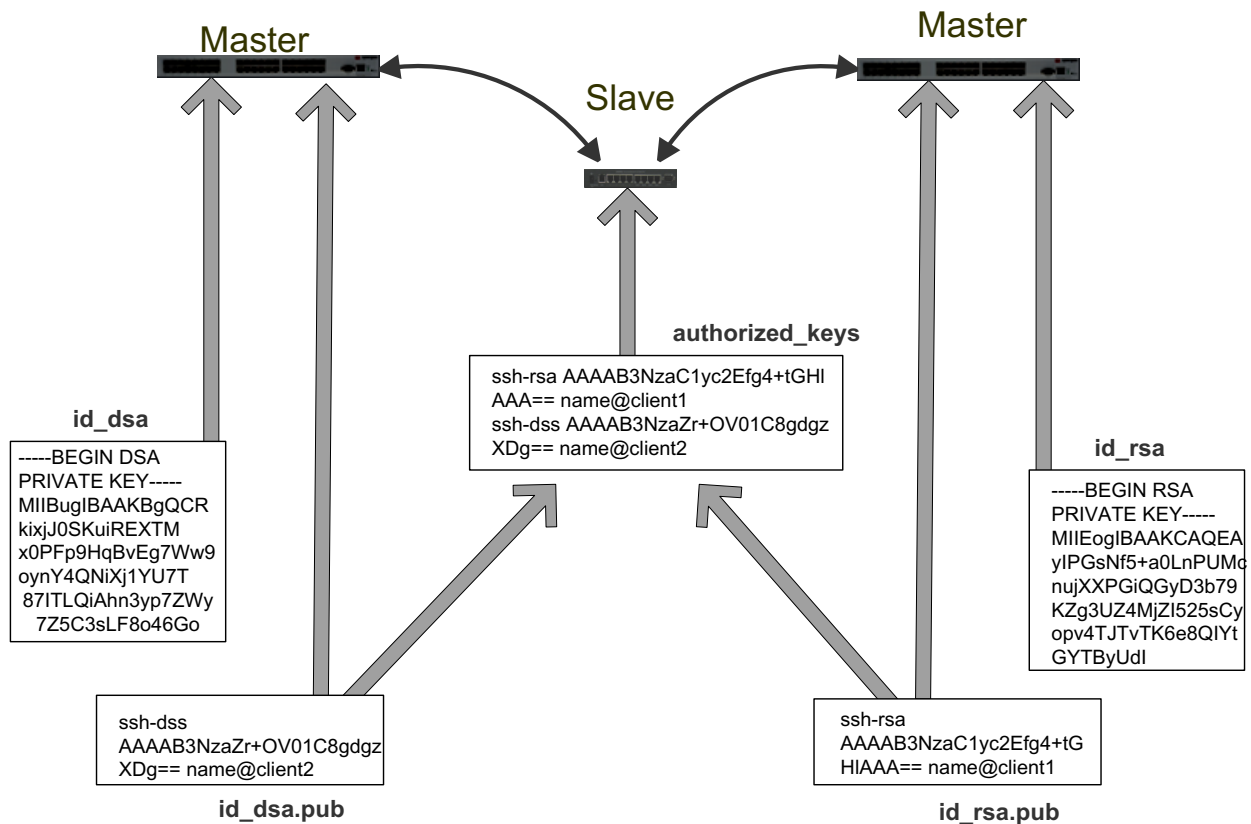 Master
Master
Slave
authorized_keys
ssh-rsa AAAAB3NzaC1yc2Efg4+tGHl
AAA== name@client1
ssh-dss AAAAB3NzaZr+OV01C8gdgz
XDg== name@client2
id_dsa
-----BEGIN DSA
PRIVATE KEY-----
MIIBugIBAAKBgQCR
kixjJ0SKuiREXTM
x0PFp9HqBvEg7Ww9
oynY4QNiXj1YU7T
87ITLQiAhn3yp7ZWy
7Z5C3sLF8o46Go
id_rsa
-----BEGIN RSA
PRIVATE KEY-----
MIIEogIBAAKCAQEA
yIPGsNf5+a0LnPUMc
nujXXPGiQGyD3b79
KZg3UZ4MjZI525sCy
opv4TJTvTK6e8QIYt
GYTByUdI
ssh-dss
AAAAB3NzaZr+OV01C8gdgz
XDg== name@client2
id_dsa.pub
ssh-rsa
AAAAB3NzaC1yc2Efg4+tG
HlAAA== name@client1
id_rsa.pub